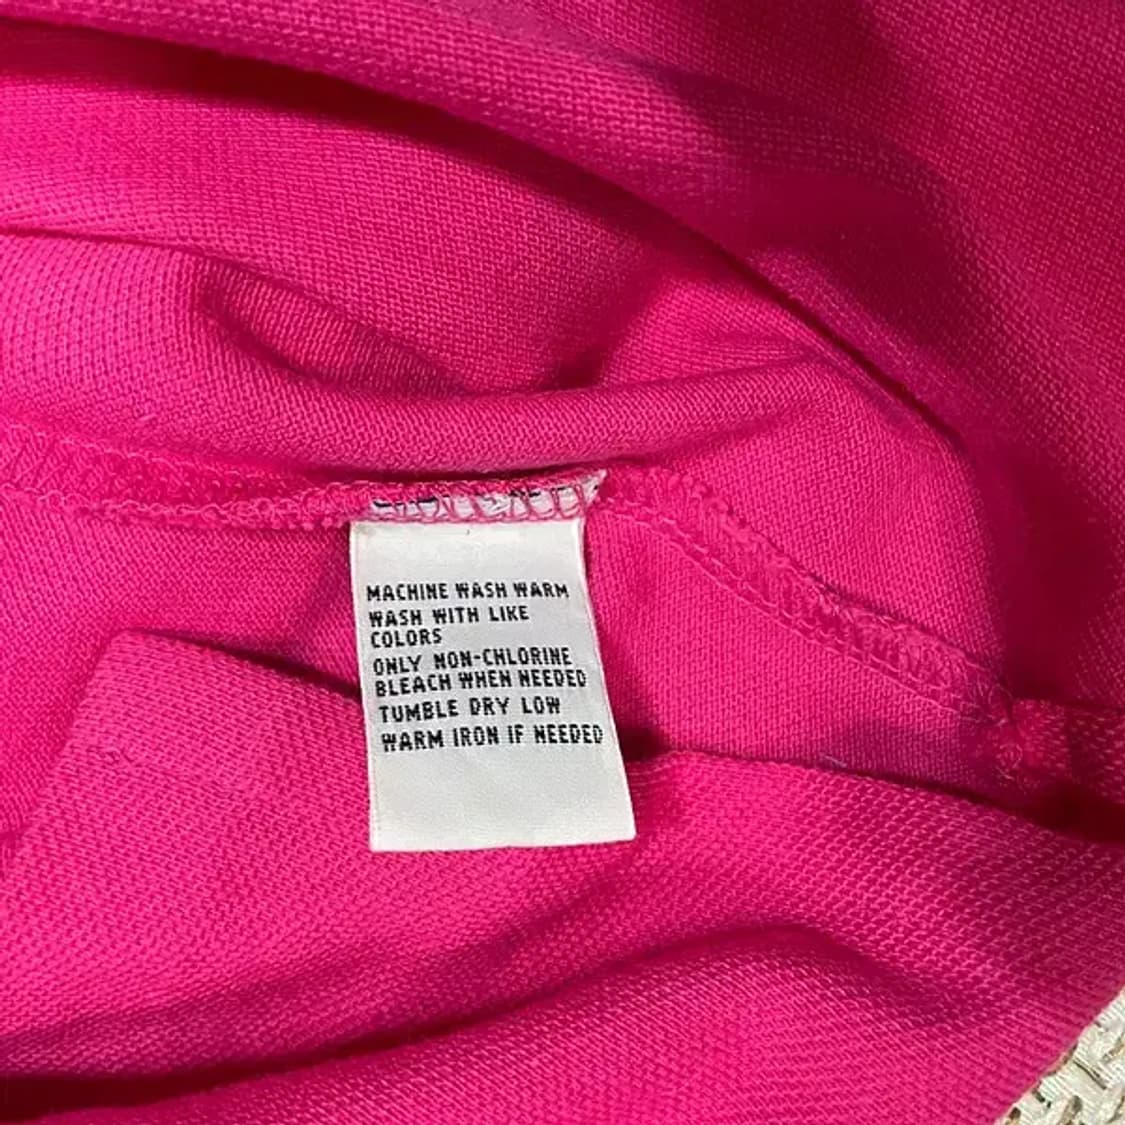 MACHINE WASH WARM
WASH WITH LIKE
COLORS
ONLY NON-CHLORINE
BLEACH WHEN NEEDED
TUMBLE DRY LOW
WARM IRON IF NEEDED